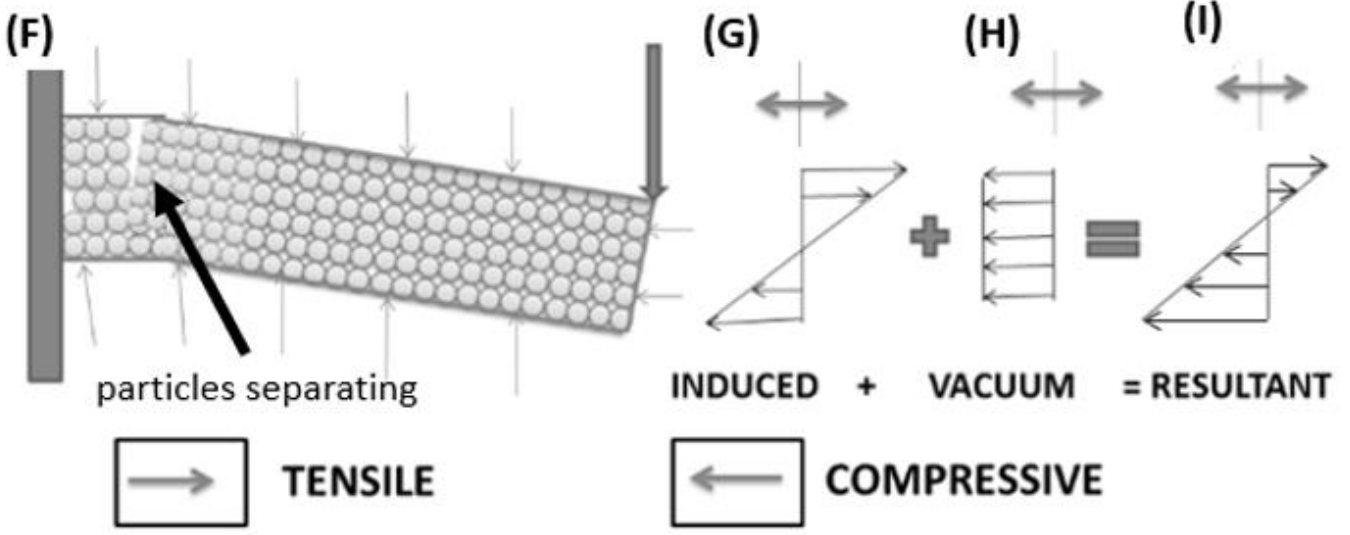 (F)
(G)
(H)
(I)
particles separating
INDUCED + VACUUM = RESULTANT
TENSILE
COMPRESSIVE